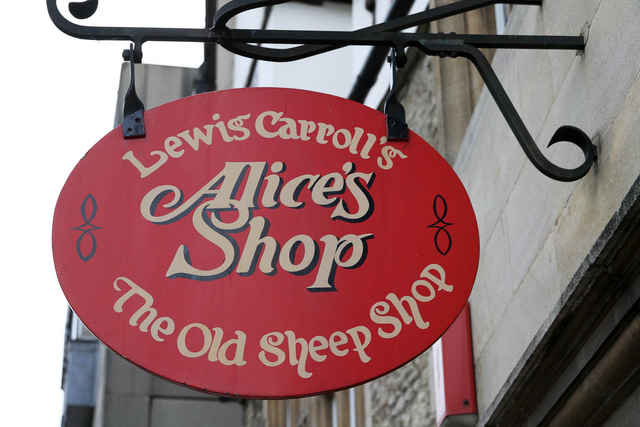 Lewis Carroll's
Alice's
Shop
The Old Sheep Shop